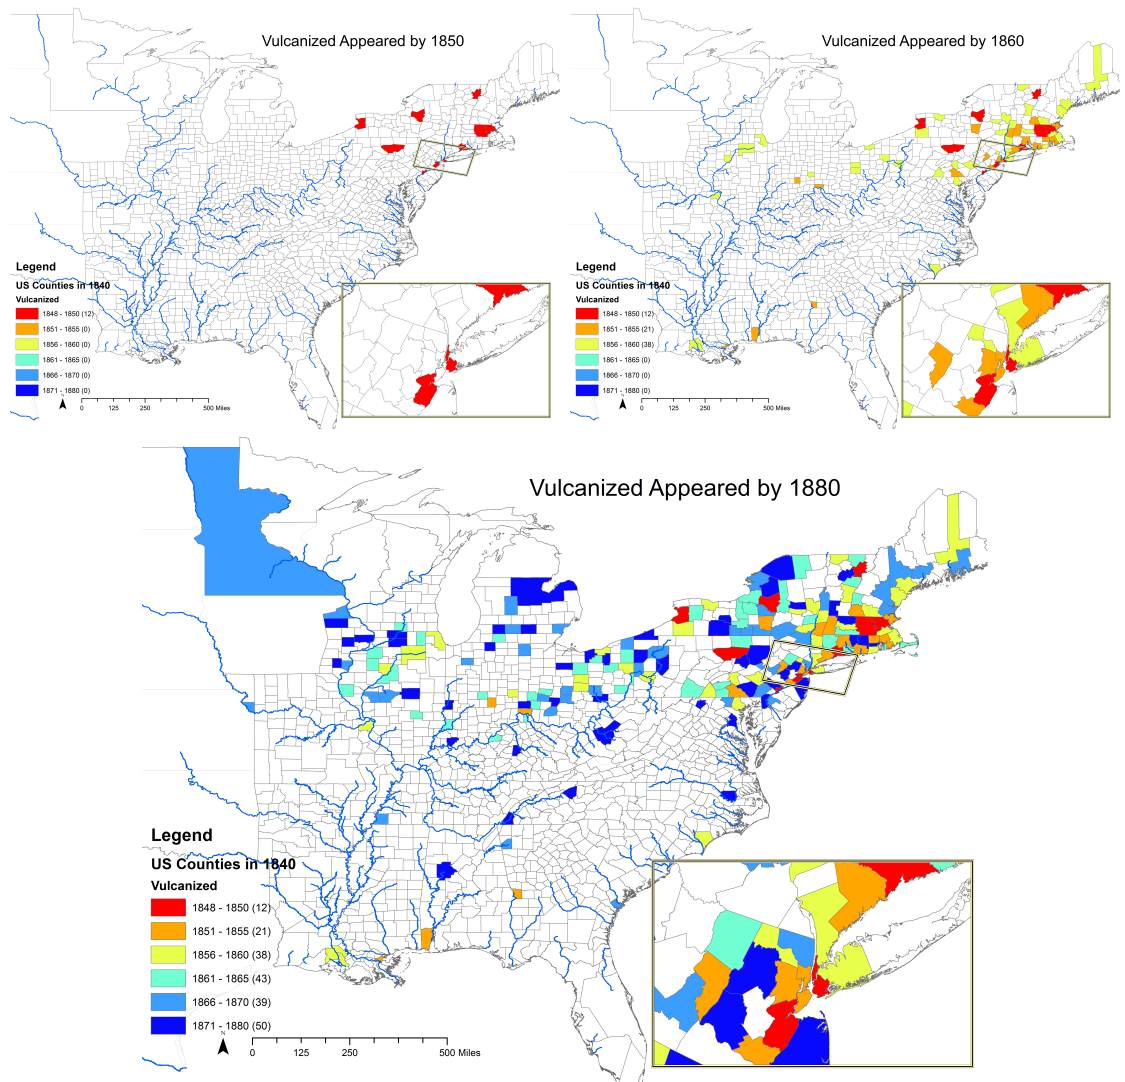 Vulcanized Appeared by 1850
Legend
US Counties in 1840
Vulcanized
1848 - 1850 (12)
1851 - 1855 (0)
1856 - 1860 (0)
1861 - 1865 (0)
1866 - 1870 (0)
1871 - 1880 (0)
N
0 125 250 500 Miles
Vulcanized Appeared by 1860
Legend
US Counties in 1840
Vulcanized
1848 - 1850 (12)
1851 - 1855 (21)
1856 - 1860 (38)
1861 - 1865 (0)
1866 - 1870 (0)
1871 - 1880 (0)
N
0 125 250 500 Miles
Vulcanized Appeared by 1880
Legend
US Counties in 1840
Vulcanized
1848 - 1850 (12)
1851 - 1855 (21)
1856 - 1860 (38)
1861 - 1865 (43)
1866 - 1870 (39)
1871 - 1880 (50)
N
0 125 250 500 Miles